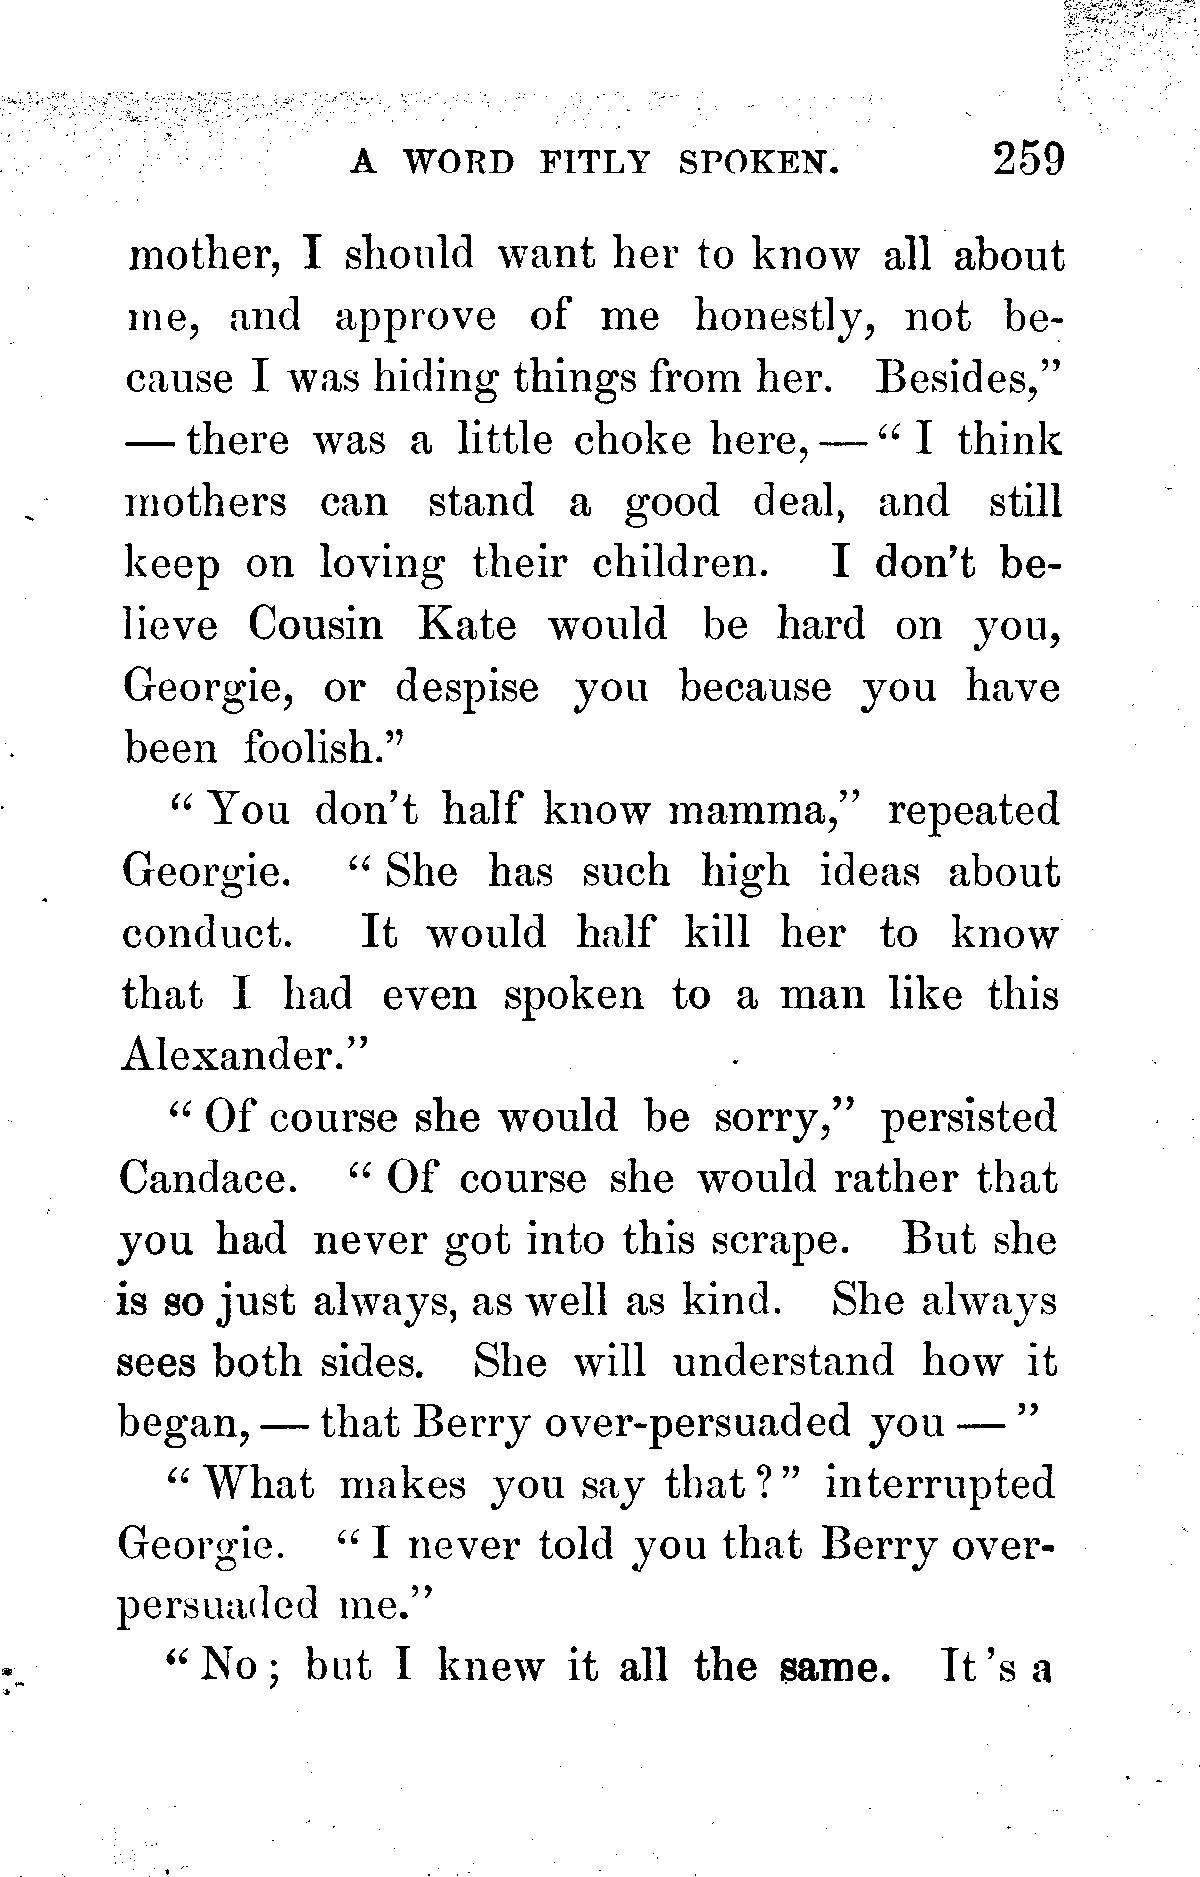 A WORD FITLY SPOKEN. 259
mother, I should want her to know all about
me, and approve of me honestly, not be-
cause I was hiding things from her. Besides,"
— there was a little choke here, — " I think
mothers can stand a good deal, and still
keep on loving their children. I don't be-
lieve Cousin Kate would be hard on you,
Georgie, or despise you because you have
been foolish."
" You don't half know mamma," repeated
Georgie. " She has such high ideas about
conduct. It would half kill her to know
that I had even spoken to a man like this
Alexander."
" Of course she would be sorry," persisted
Candace. " Of course she would rather that
you had never got into this scrape. But she
is so just always, as well as kind. She always
sees both sides. She will understand how it
began, — that Berry over-persuaded you — "
" What makes you say that ? " interrupted
Georgie. " I never told you that Berry over-
persuaded me."
" No ; but I knew it all the same. It 's a